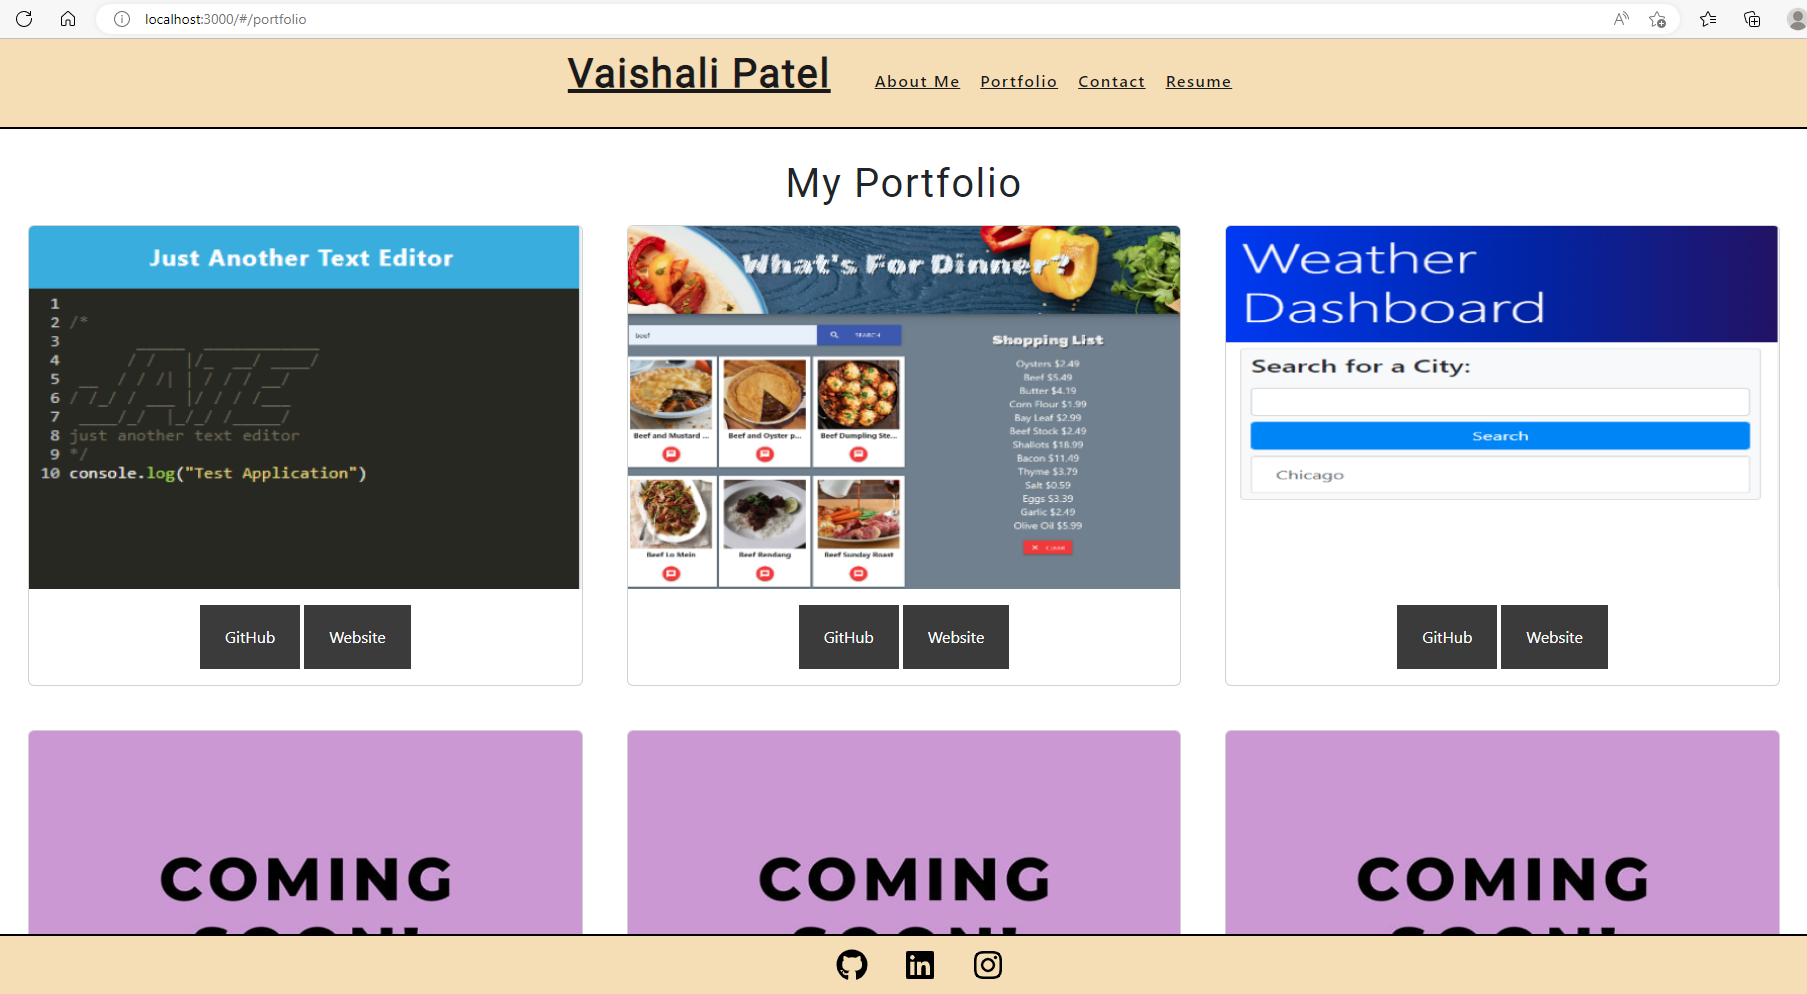 localhost:3000/#/portfolio
Vaishali Patel
About Me Portfolio Contact Resume
My Portfolio
Just Another Text Editor
1
2 /*
3
4
5
6
7
8 just another text editor
9 */
10 console.log("Test Application")
GitHub Website
What's For Dinner?
beef
SEARCH
Beef and Mustard ...
Beef and Oyster p...
Beef Dumpling Ste...
Beef Lo Mein
Beef Rendang
Beef Sunday Roast
Shopping List
Oysters $2.49
Beef $5.49
Butter $4.19
Corn Flour $1.99
Bay Leaf $2.99
Beef Stock $2.49
Shallots $18.99
Bacon $11.49
Thyme $3.79
Salt $0.59
Eggs $3.39
Garlic $2.49
Olive Oil $5.99
GitHub Website
Weather
Dashboard
Search for a City:
Search
Chicago
GitHub Website
COMING
SOON!
COMING
SOON!
COMING
SOON!